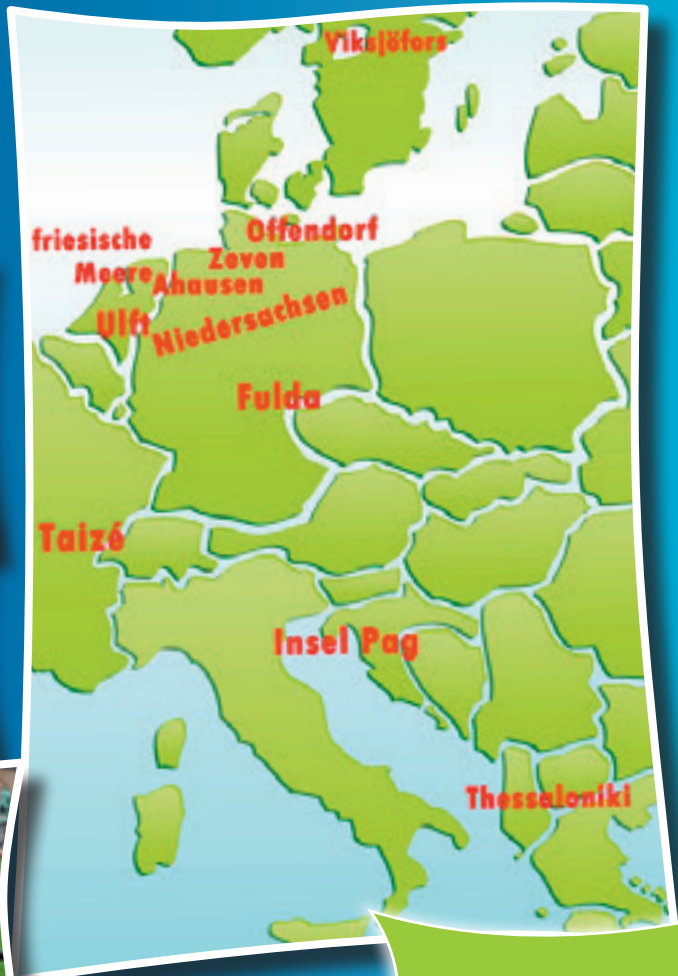 Viksjöfors
friesische
Meere
Offendorf
Zeven
Ahausen
Ulft
Niedersachsen
Fulda
Taizé
Insel Pag
Thessaloniki